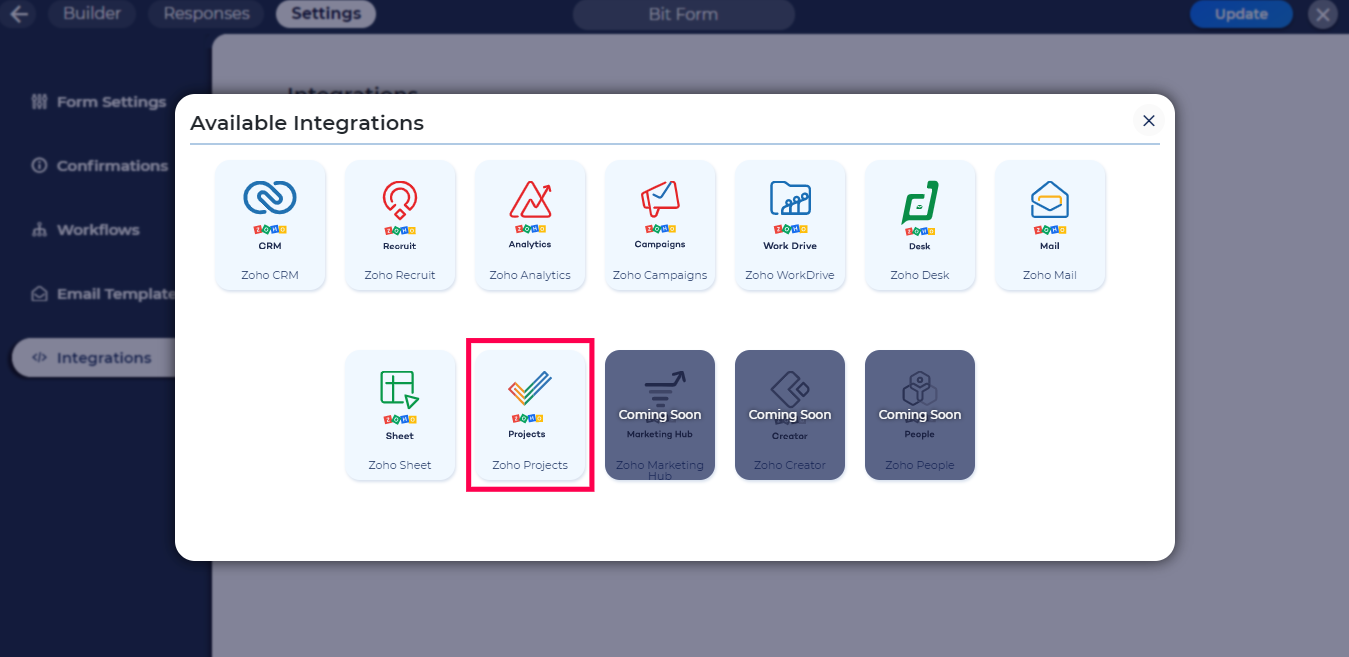 Builder
Responses
Settings
Bit Form
Update
Integrations
Form Settings
Confirmations
Workflows
Email Template
Integrations
Available Integrations
ZOHO
CRM
Zoho CRM
ZOHO
Recruit
Zoho Recruit
ZOHO
Analytics
Zoho Analytics
ZOHO
Campaigns
Zoho Campaigns
ZOHO
Work Drive
Zoho WorkDrive
ZOHO
Desk
Zoho Desk
ZOHO
Mail
Zoho Mail
ZOHO
Sheet
Zoho Sheet
ZOHO
Projects
Zoho Projects
Coming Soon
Marketing Hub
Zoho Marketing
Hub
Coming Soon
Creator
Zoho Creator
Coming Soon
People
Zoho People